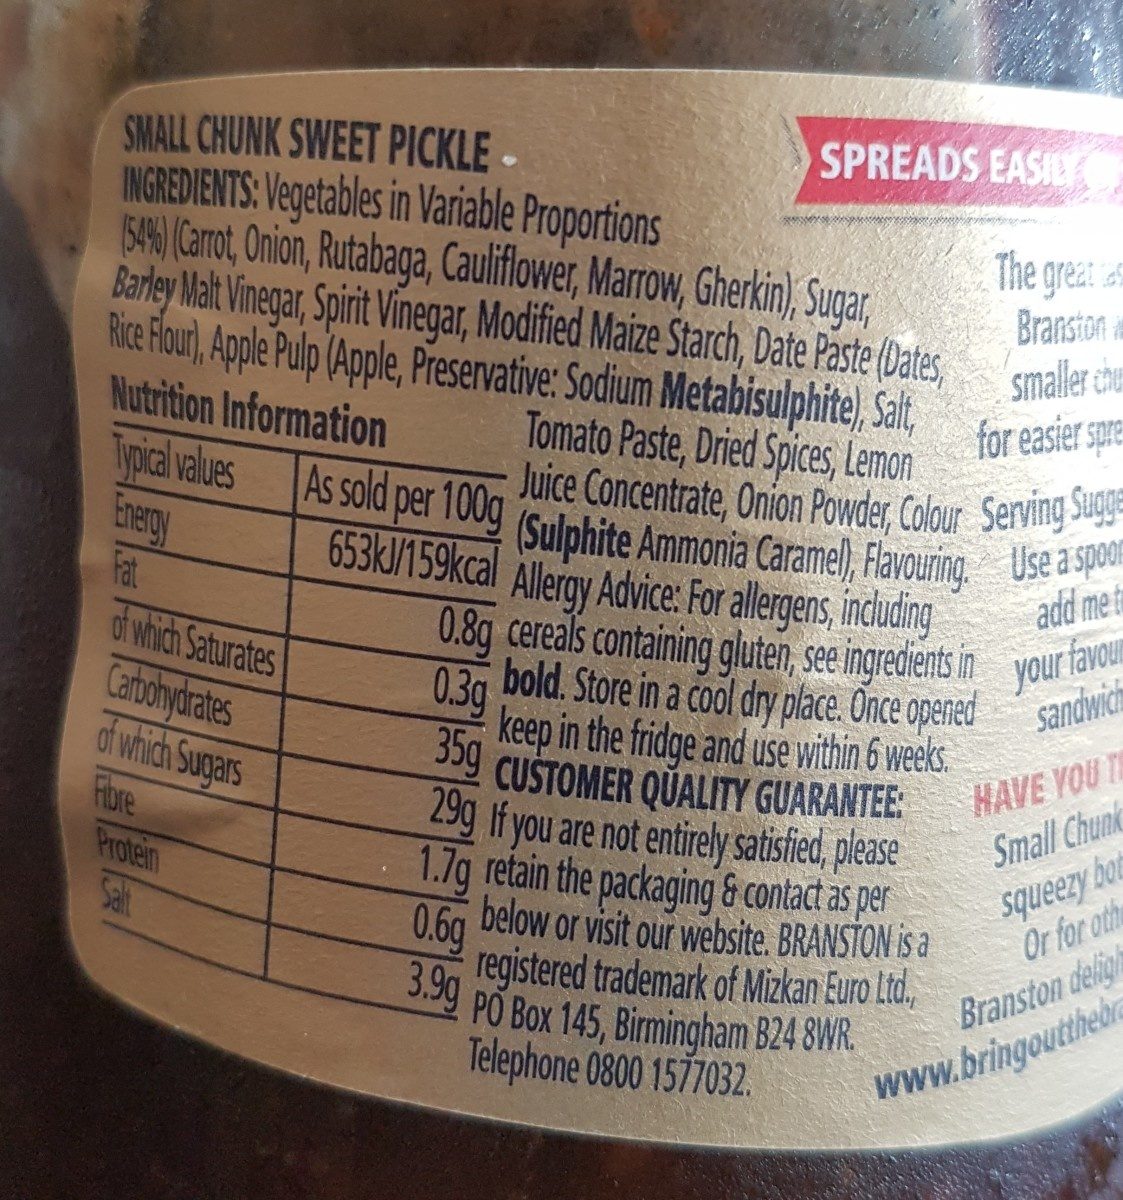 SMALL CHUNK SWEET PICKLE
INGREDIENTS: Vegetables in Variable Proportions
(54%) (Carrot, Onion, Rutabaga, Cauliflower, Marrow, Gherkin), Sugar,
Barley Malt Vinegar, Spirit Vinegar, Modified Maize Starch, Date Paste (Dates,
Rice Flour), Apple Pulp (Apple, Preservative: Sodium Metabisulphite), Salt,
Tomato Paste, Dried Spices, Lemon
Juice Concentrate, Onion Powder, Colour
(Sulphite Ammonia Caramel), Flavouring.
Allergy Advice: For allergens, including
cereals containing gluten, see ingredients in
bold. Store in a cool dry place. Once opened
keep in the fridge and use within 6 weeks.
CUSTOMER QUALITY GUARANTEE:
If you are not entirely satisfied, please
retain the packaging & contact as per
below or visit our website. BRANSTON is a
registered trademark of Mizkan Euro Ltd.,
PO Box 145, Birmingham B24 8WR.
Telephone 0800 1577032.
Nutrition Information
Typical values As sold per 100g
Energy 653kJ/159kcal
Fat 0.8g
of which Saturates 0.3g
Carbohydrates 35g
of which Sugars 29g
Fibre 1.7g
Protein 0.6g
Salt 3.9g
SPREADS EASILY
The great
Branston
smaller
for easier
Serving
Use a
add me
your
HAVE YOU
Small Chunk
squeezy
Or for
Branston